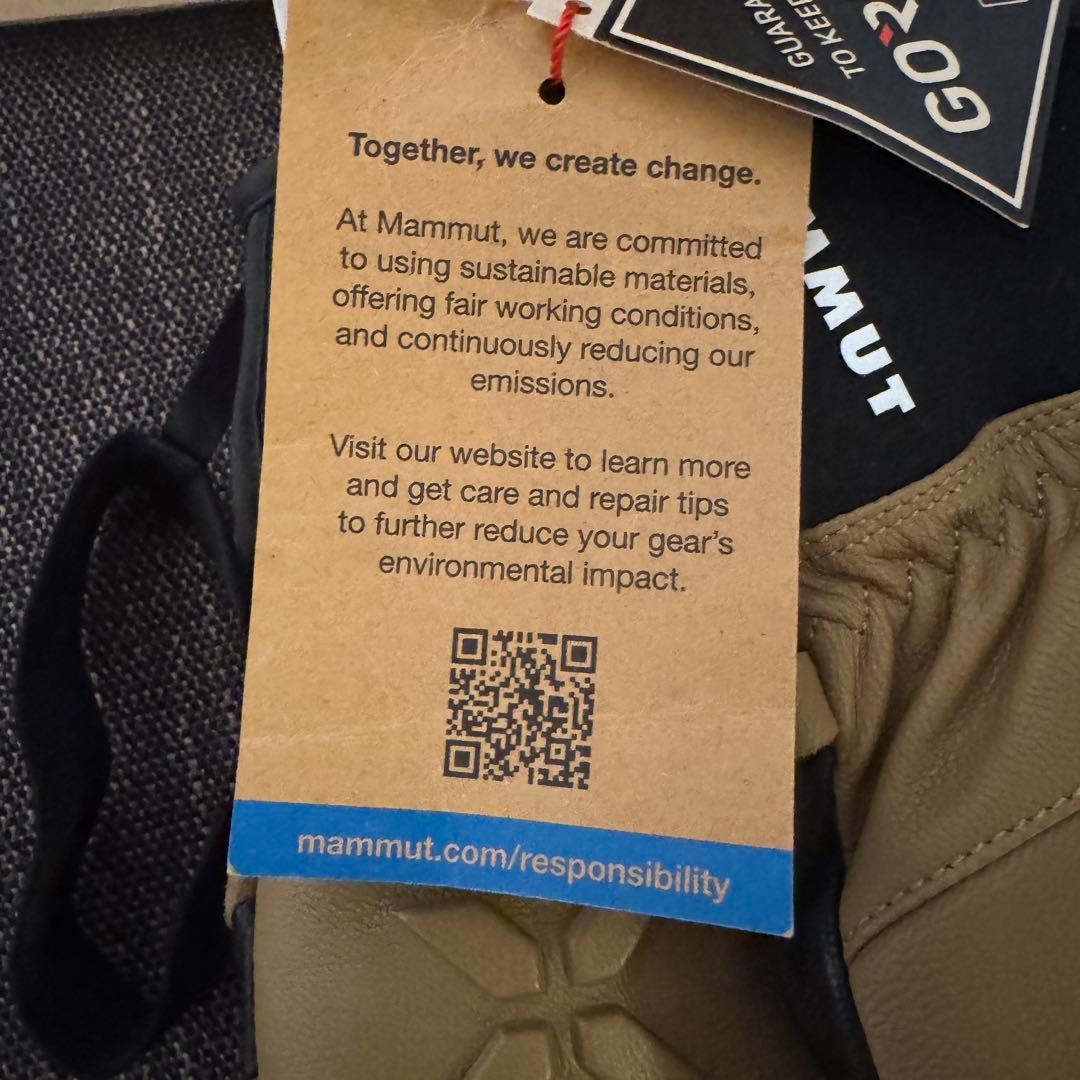 Together, we create change.
At Mammut, we are committed
to using sustainable materials,
offering fair working conditions,
and continuously reducing our
emissions.
Visit our website to learn more
and get care and repair tips
to further reduce your gear's
environmental impact.
mammut.com/responsibility
TO KEEP